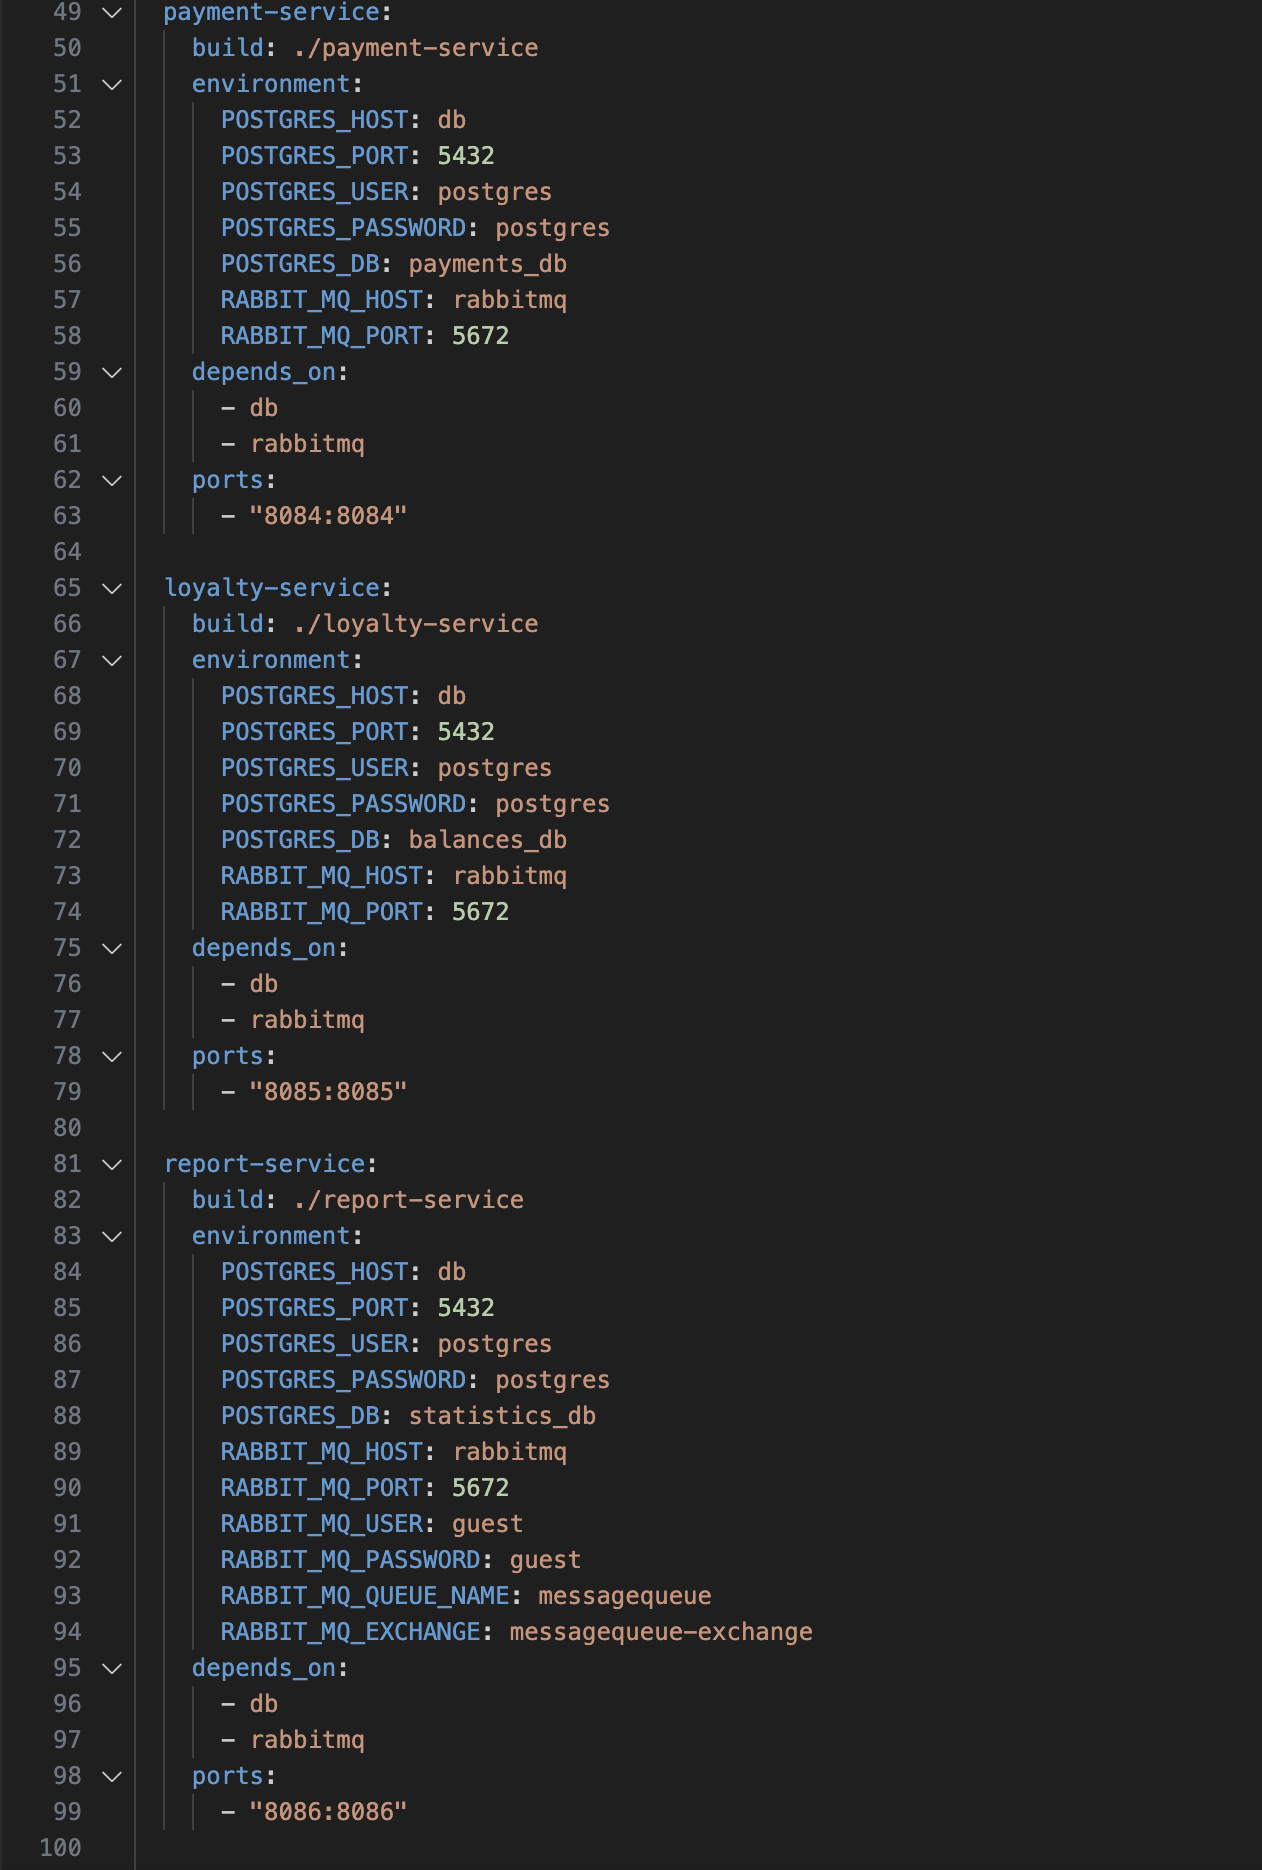 49 payment-service:
50 build: ./payment-service
51 environment:
52 POSTGRES_HOST: db
53 POSTGRES_PORT: 5432
54 POSTGRES_USER: postgres
55 POSTGRES_PASSWORD: postgres
56 POSTGRES_DB: payments_db
57 RABBIT_MQ_HOST: rabbitmq
58 RABBIT_MQ_PORT: 5672
59 depends_on:
60 - db
61 - rabbitmq
62 ports:
63 - "8084:8084"
64
65 loyalty-service:
66 build: ./loyalty-service
67 environment:
68 POSTGRES_HOST: db
69 POSTGRES_PORT: 5432
70 POSTGRES_USER: postgres
71 POSTGRES_PASSWORD: postgres
72 POSTGRES_DB: balances_db
73 RABBIT_MQ_HOST: rabbitmq
74 RABBIT_MQ_PORT: 5672
75 depends_on:
76 - db
77 - rabbitmq
78 ports:
79 - "8085:8085"
80
81 report-service:
82 build: ./report-service
83 environment:
84 POSTGRES_HOST: db
85 POSTGRES_PORT: 5432
86 POSTGRES_USER: postgres
87 POSTGRES_PASSWORD: postgres
88 POSTGRES_DB: statistics_db
89 RABBIT_MQ_HOST: rabbitmq
90 RABBIT_MQ_PORT: 5672
91 RABBIT_MQ_USER: guest
92 RABBIT_MQ_PASSWORD: guest
93 RABBIT_MQ_QUEUE_NAME: messagequeue
94 RABBIT_MQ_EXCHANGE: messagequeue-exchange
95 depends_on:
96 - db
97 - rabbitmq
98 ports:
99 - "8086:8086"
100